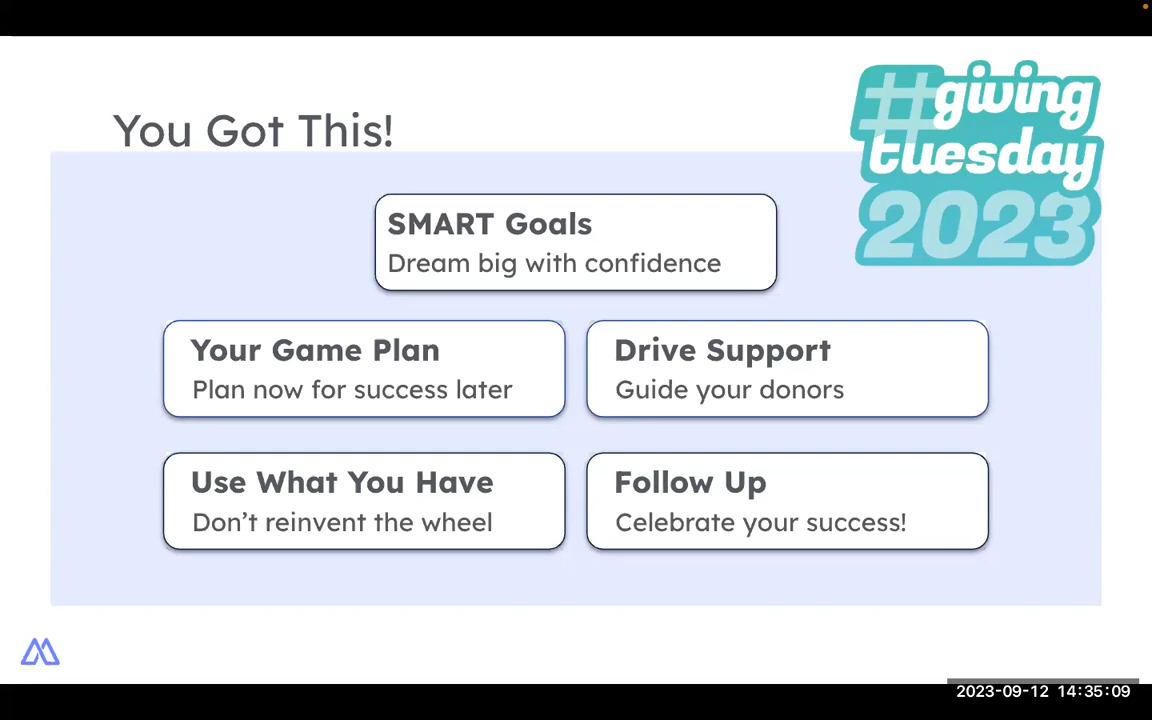 #giving
tuesday
2023
You Got This!
SMART Goals
Dream big with confidence
Your Game Plan
Plan now for success later
Drive Support
Guide your donors
Use What You Have
Don’t reinvent the wheel
Follow Up
Celebrate your success!
2023-09-12 14:35:09